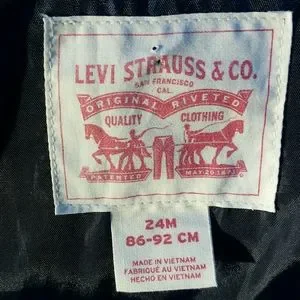 LEVI STRAUSS & CO.
SAN FRANCISCO
CAL.
ORIGINAL RIVETED
QUALITY CLOTHING
PATENTED MAY 20 1873
24M
86-92 CM
MADE IN VIETNAM
FABRIQUÉ AU VIETNAM
HECHO EN VIETNAM